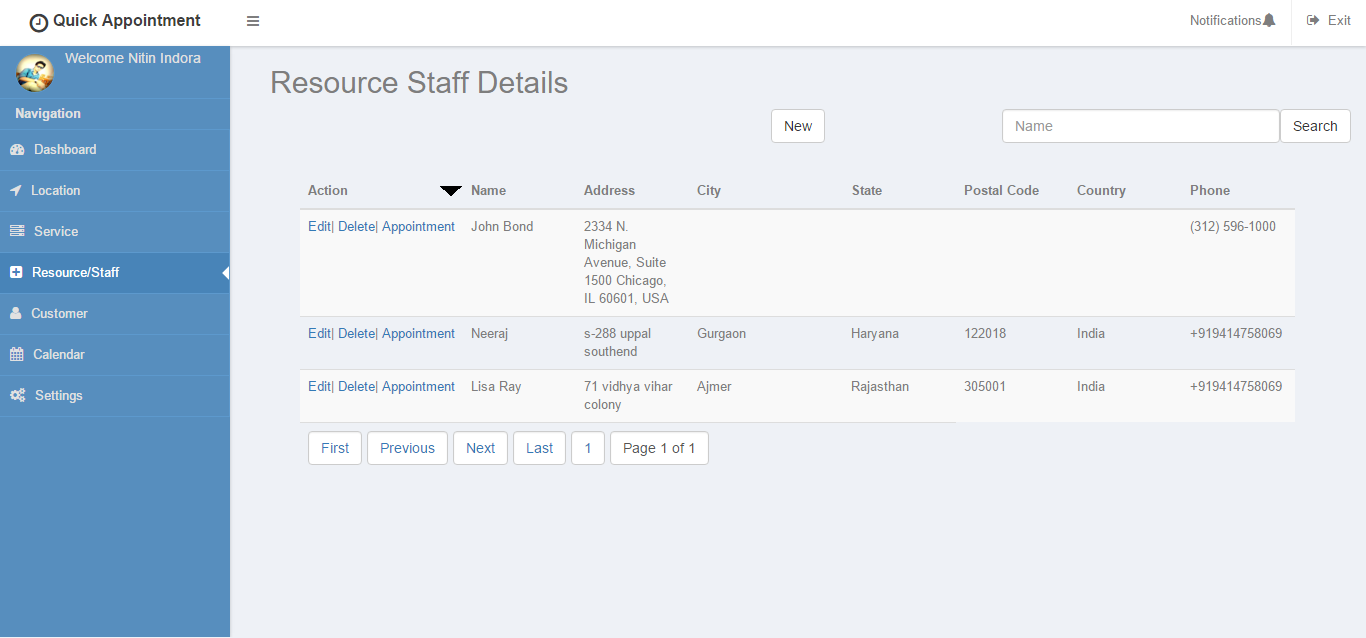 Quick Appointment
Notifications
Exit
Welcome Nitin Indora
Navigation
Dashboard
Location
Service
Resource/Staff
Customer
Calendar
Settings
Resource Staff Details
New
Name
Search
Action Name Address City State Postal Code Country Phone
Edit| Delete| Appointment John Bond 2334 N. (312) 596-1000
Michigan
Avenue, Suite
1500 Chicago,
IL 60601, USA
Edit| Delete| Appointment Neeraj s-288 uppal Gurgaon Haryana 122018 India +919414758069
southend
Edit| Delete| Appointment Lisa Ray 71 vidhya vihar Ajmer Rajasthan 305001 India +919414758069
colony
First Previous Next Last 1 Page 1 of 1